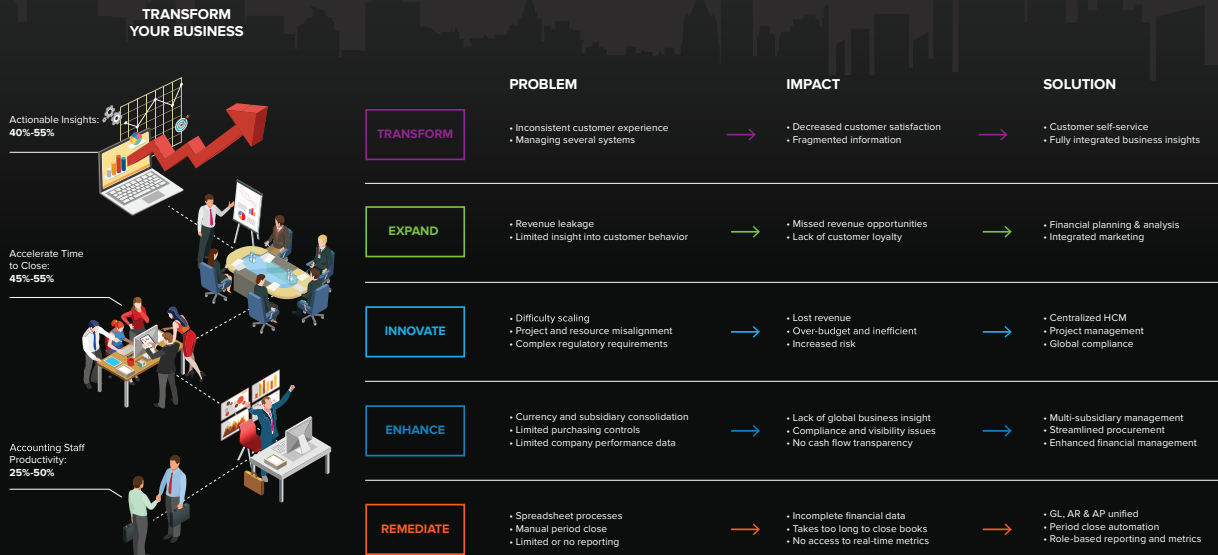 TRANSFORM
YOUR BUSINESS
Actionable Insights:
40%-55%
Accelerate Time
to Close:
45%-55%
Accounting Staff
Productivity:
25%-50%
PROBLEM
IMPACT
SOLUTION
TRANSFORM
• Inconsistent customer experience
• Managing several systems
• Decreased customer satisfaction
• Fragmented information
• Customer self-service
• Fully integrated business insights
EXPAND
• Revenue leakage
• Limited insight into customer behavior
• Missed revenue opportunities
• Lack of customer loyalty
• Financial planning & analysis
• Integrated marketing
INNOVATE
• Difficulty scaling
• Project and resource misalignment
• Complex regulatory requirements
• Lost revenue
• Over-budget and inefficient
• Increased risk
• Centralized HCM
• Project management
• Global compliance
ENHANCE
• Currency and subsidiary consolidation
• Limited purchasing controls
• Limited company performance data
• Lack of global business insight
• Compliance and visibility issues
• No cash flow transparency
• Multi-subsidiary management
• Streamlined procurement
• Enhanced financial management
REMEDIATE
• Spreadsheet processes
• Manual period close
• Limited or no reporting
• Incomplete financial data
• Takes too long to close books
• No access to real-time metrics
• GL, AR & AP unified
• Period close automation
• Role-based reporting and metrics